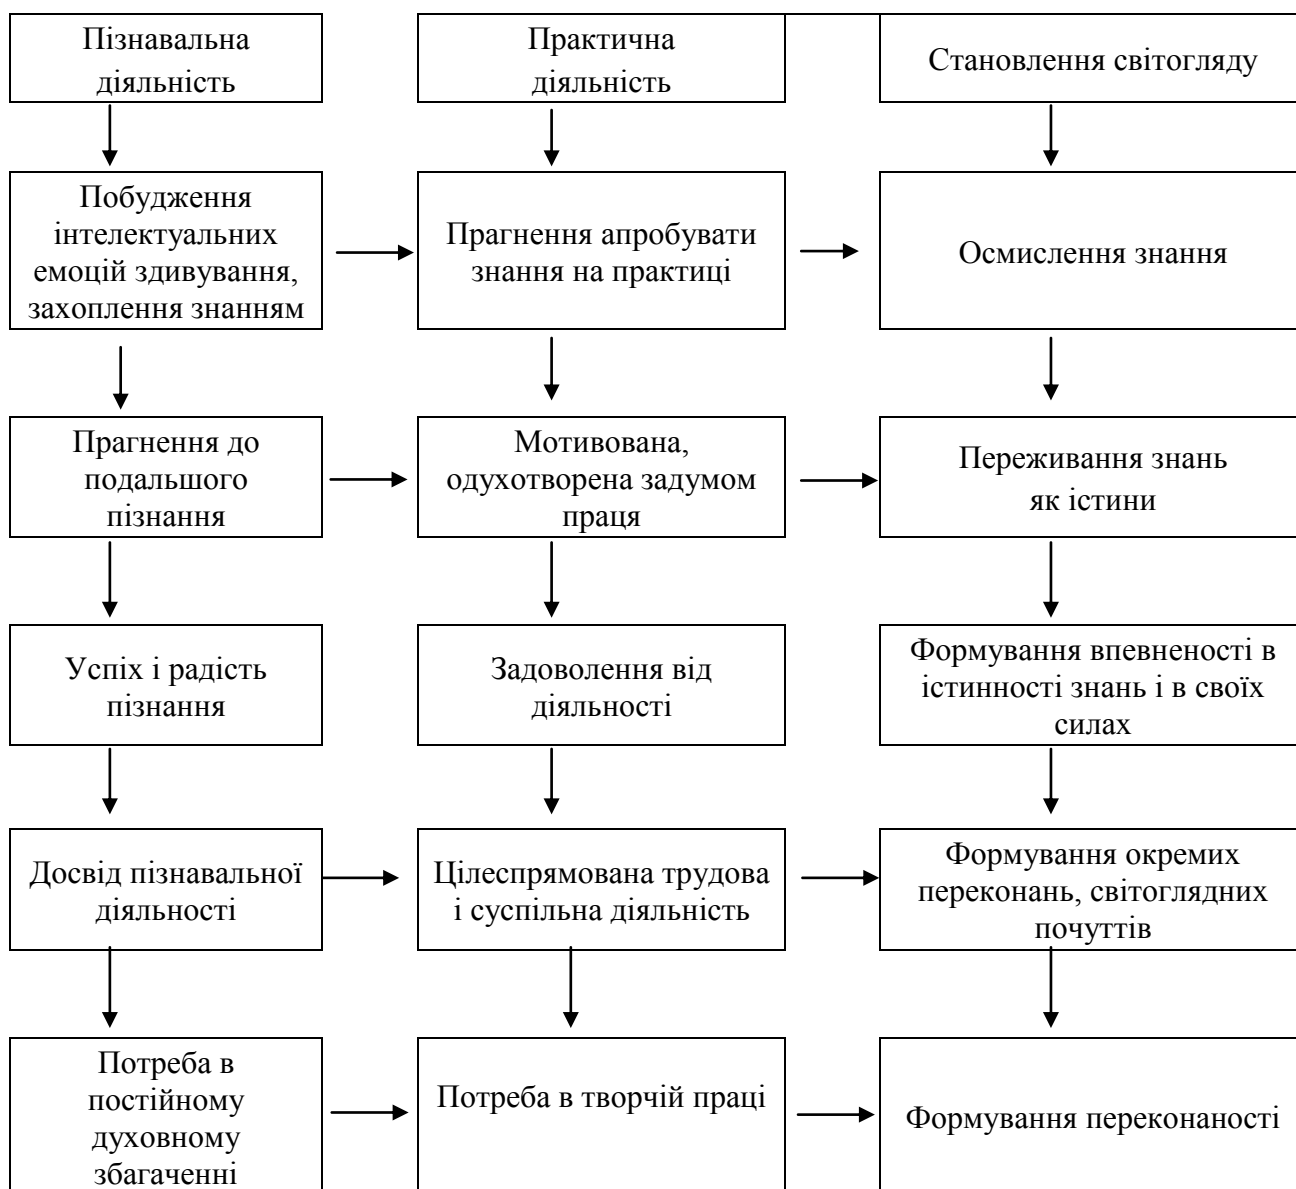 Пізнавальна
діяльність
Практична
діяльність
Становлення світогляду
Побудження
інтелектуальних
емоцій здивування,
захоплення знанням
Прагнення апробувати
знання на практиці
Осмислення знання
Прагнення до
подальшого
пізнання
Мотивована,
одухотворена задумом
праця
Переживання знань
як істини
Успіх і радість
пізнання
Задоволення від
діяльності
Формування впевненості в
істинності знань і в своїх
силах
Досвід пізнавальної
діяльності
Цілеспрямована трудова
і суспільна діяльність
Формування окремих
переконань, світоглядних
почуттів
Потреба в
постійному
духовному
збагаченні
Потреба в творчій праці
Формування переконаності